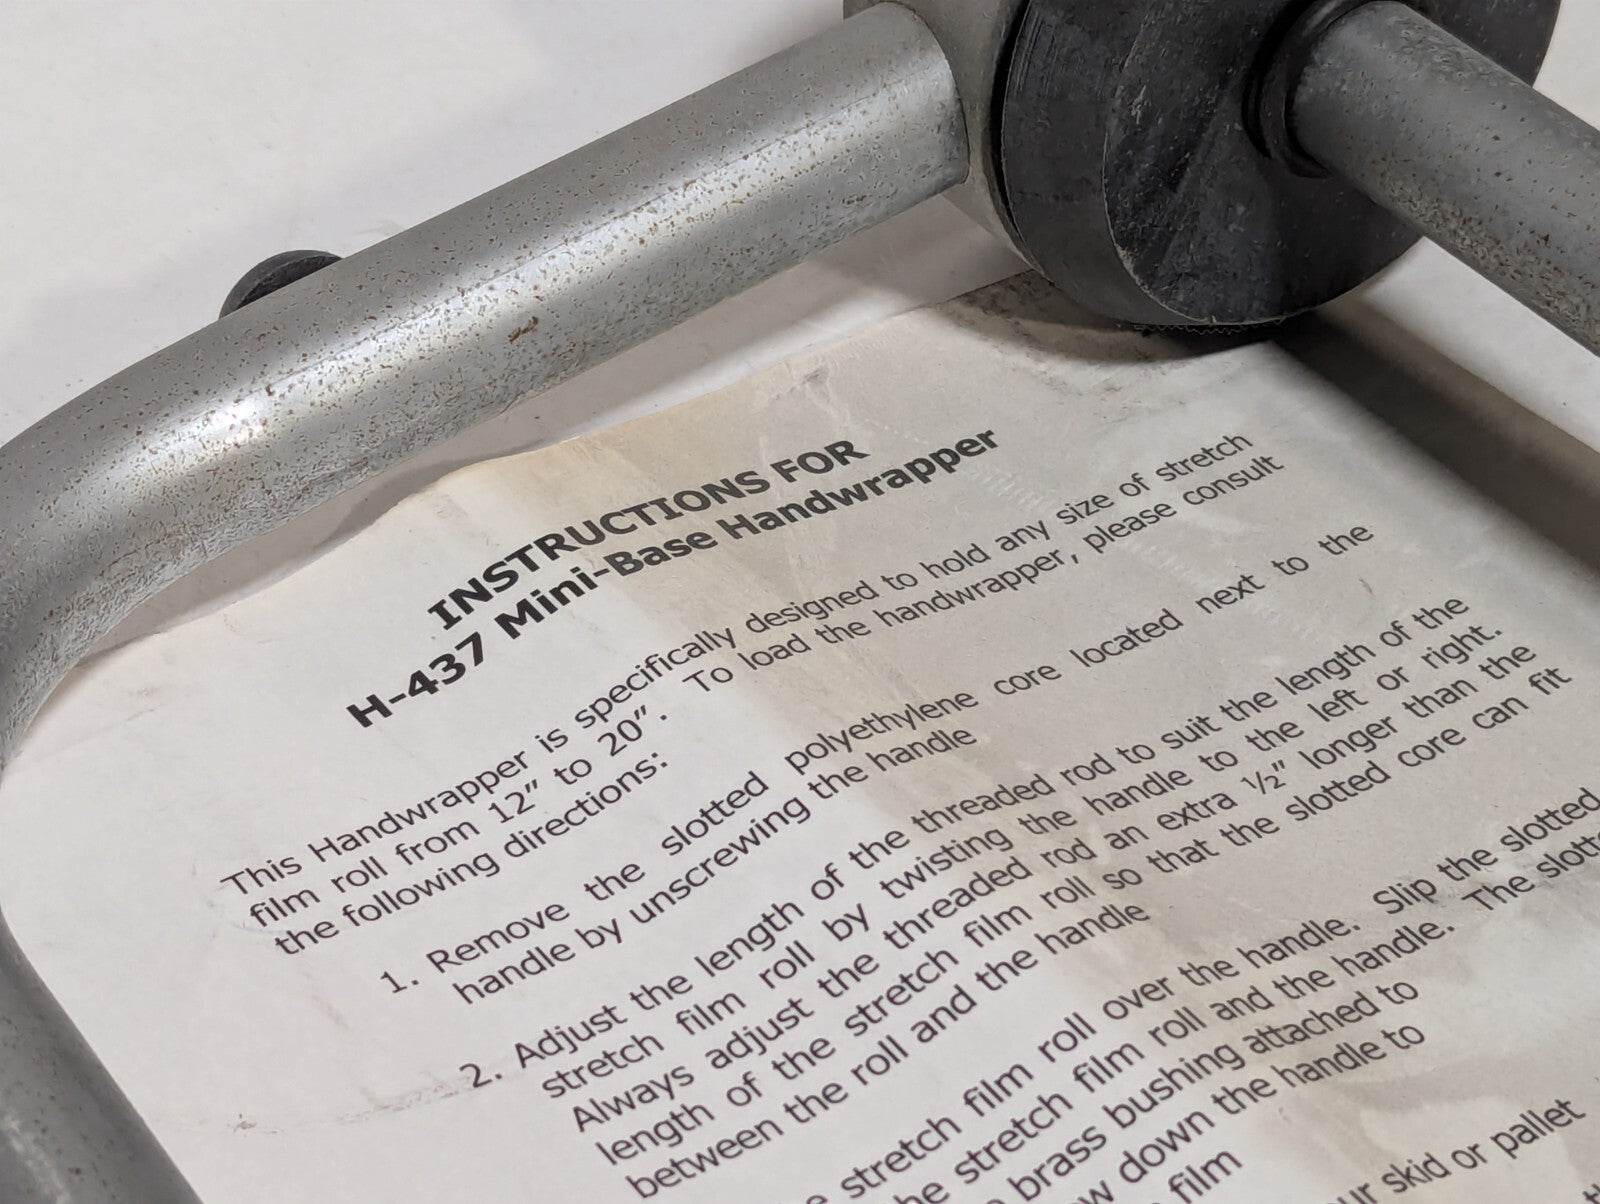 INSTRUCTIONS FOR
H-437 Mini-Base Handwrapper
This Handwrapper is specifically designed to hold any size of stretch
film roll from 12" to 20". To load the handwrapper, please consult
the following directions:
1. Remove the slotted polyethylene core located next to the
handle by unscrewing the handle
2. Adjust the length of the threaded rod to suit the length of the
stretch film roll by twisting the handle to the left or right.
Always adjust the threaded rod an extra ½" longer than the
length of the stretch film roll so that the slotted core can fit
between the roll and the handle
stretch film roll over the handle. Slip the slotted
stretch film roll and the handle. The
brass bushing attached to
down the handle to
film
skid or pallet